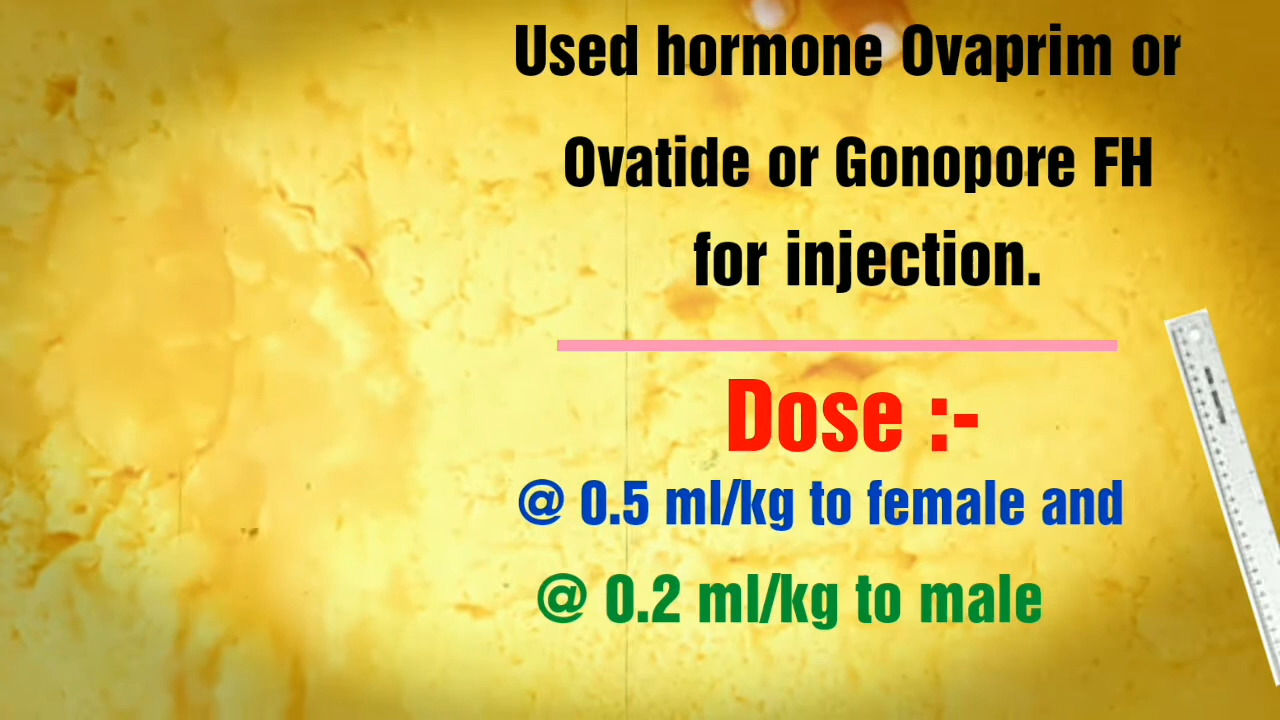 Used hormone Ovaprim or
Ovatide or Gonopore FH
for injection.
Dose :-
@ 0.5 ml/kg to female and
@ 0.2 ml/kg to male